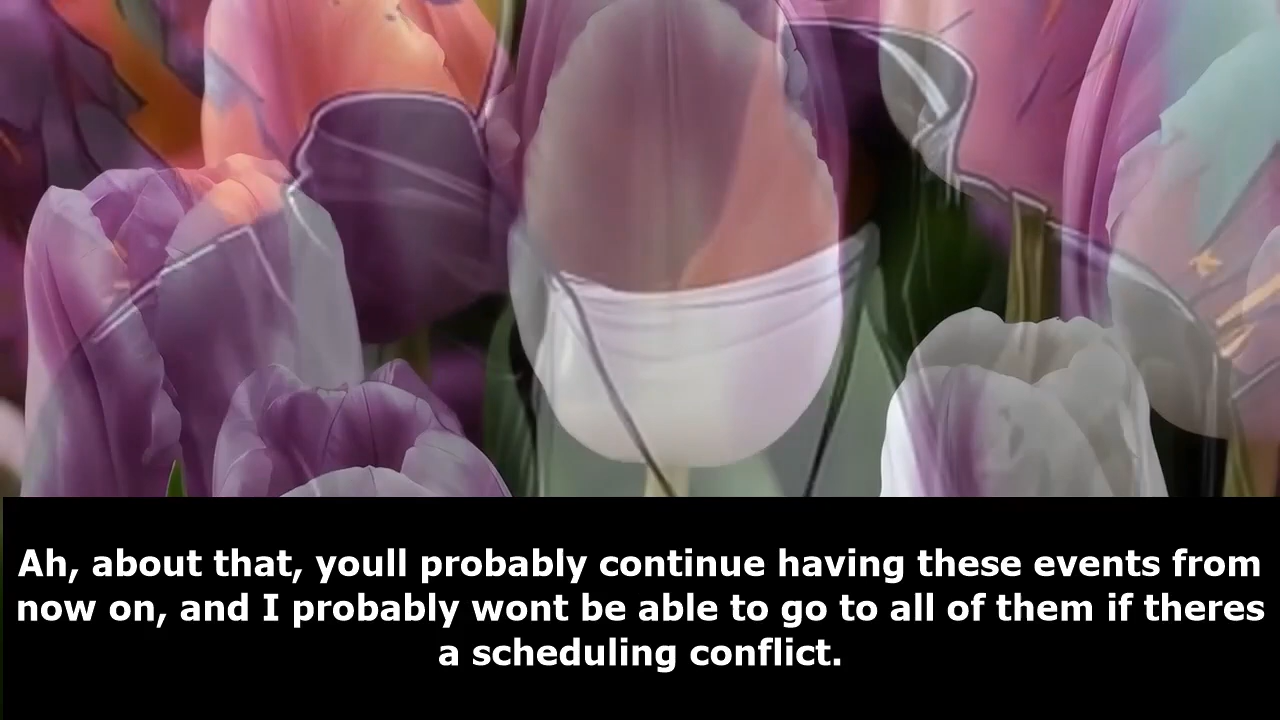 Ah, about that, youll probably continue having these events from
now on, and I probably wont be able to go to all of them if theres
a scheduling conflict.